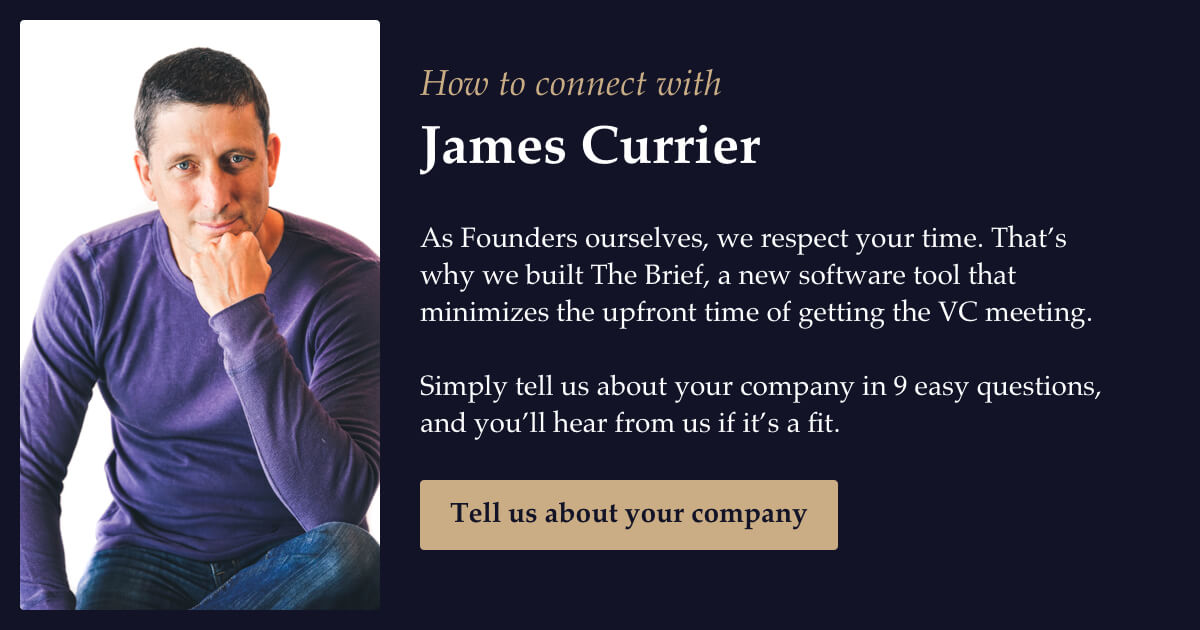 How to connect with
James Currier
As Founders ourselves, we respect your time. That’s
why we built The Brief, a new software tool that
minimizes the upfront time of getting the VC meeting.
Simply tell us about your company in 9 easy questions,
and you’ll hear from us if it’s a fit.
Tell us about your company